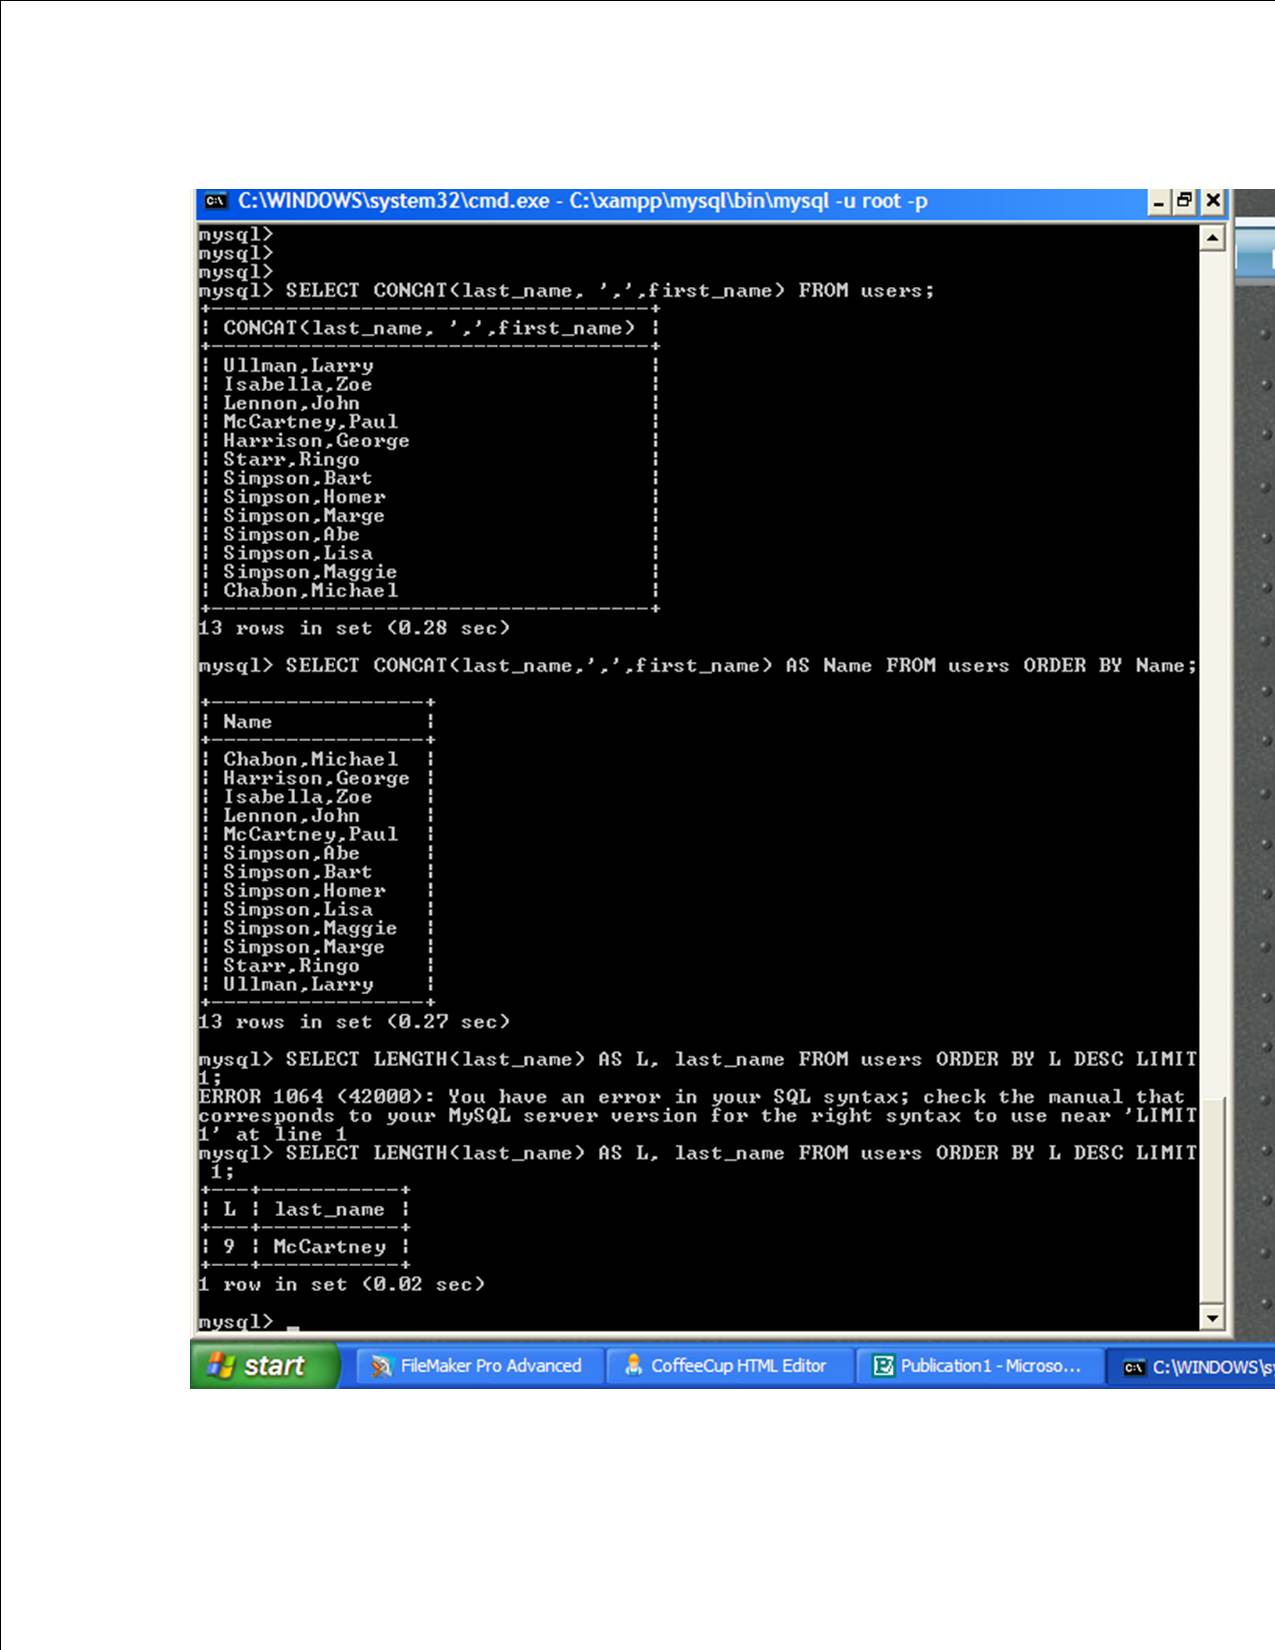 C:\WINDOWS\system32\cmd.exe - C:\xampp\mysql\bin\mysql -u root -p
mysql>
mysql>
mysql>
mysql> SELECT CONCAT(last_name, ',',first_name) FROM users;
CONCAT(last_name, ',',first_name)
Ullman,Larry
Isabella,Zoe
Lennon,John
McCartney,Paul
Harrison,George
Starr,Ringo
Simpson,Bart
Simpson,Homer
Simpson,Marge
Simpson,Abe
Simpson,Lisa
Simpson,Maggie
Chabon,Michael
13 rows in set (0.28 sec)
mysql> SELECT CONCAT(last_name,',',first_name) AS Name FROM users ORDER BY Name;
Name
Chabon,Michael
Harrison,George
Isabella,Zoe
Lennon,John
McCartney,Paul
Simpson,Abe
Simpson,Bart
Simpson,Homer
Simpson,Lisa
Simpson,Maggie
Simpson,Marge
Starr,Ringo
Ullman,Larry
13 rows in set (0.27 sec)
mysql> SELECT LENGTH(last_name) AS L, last_name FROM users ORDER BY L DESC LIMIT
1;
ERROR 1064 (42000): You have an error in your SQL syntax; check the manual that
corresponds to your MySQL server version for the right syntax to use near 'LIMIT
1' at line 1
mysql> SELECT LENGTH(last_name) AS L, last_name FROM users ORDER BY L DESC LIMIT
1;
L | last_name
9 | McCartney
1 row in set (0.02 sec)
mysql> _
start FileMaker Pro Advanced CoffeeCup HTML Editor Publication1 - Microso... C:\WINDOWS\sy